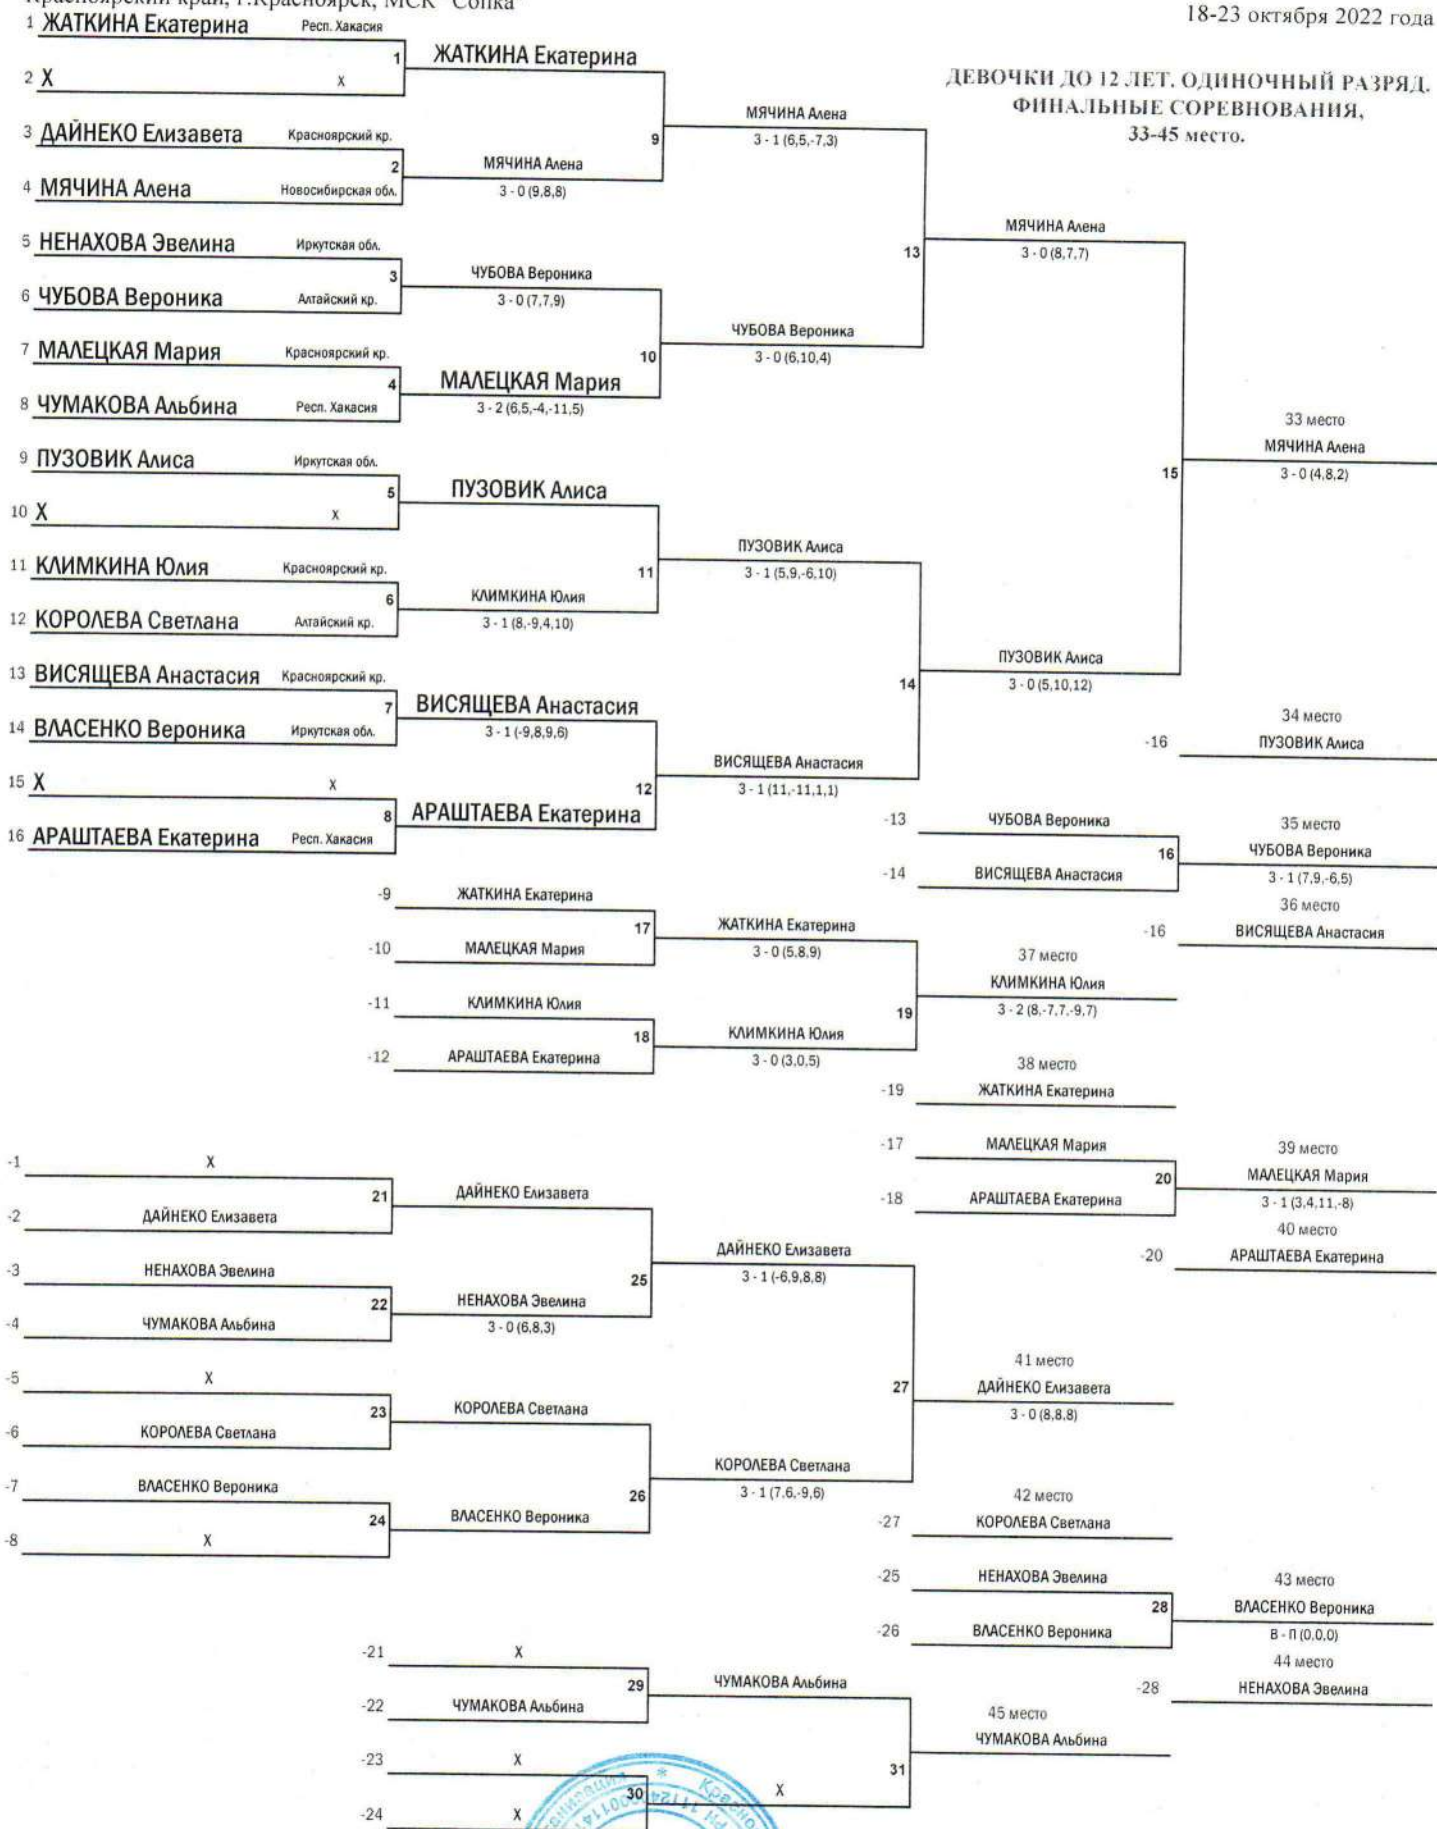 Красноярский край, г.Красноярск, МСК "Сопка"
18-23 октября 2022 года
ДЕВОЧКИ ДО 12 ЛЕТ. ОДИНОЧНЫЙ РАЗРЯД.
ФИНАЛЬНЫЕ СОРЕВНОВАНИЯ,
33-45 место.
1 ЖАТКИНА Екатерина Респ. Хакасия
1 ЖАТКИНА Екатерина
2 X X
МЯЧИНА Алена
3 ДАЙНЕКО Елизавета Красноярский кр.
9 3 - 1 (6,5,-7,3)
2 МЯЧИНА Алена
4 МЯЧИНА Алена Новосибирская обл.
3 - 0 (9,8,8)
МЯЧИНА Алена
5 НЕНАХОВА Эвелина Иркутская обл.
13 3 - 0 (8,7,7)
3 ЧУБОВА Вероника
6 ЧУБОВА Вероника Алтайский кр.
3 - 0 (7,7,9)
ЧУБОВА Вероника
7 МАЛЕЦКАЯ Мария Красноярский кр.
10 3 - 0 (6,10,4)
4 МАЛЕЦКАЯ Мария
8 ЧУМАКОВА Альбина Респ. Хакасия
3 - 2 (6,5,-4,-11,5)
33 место
МЯЧИНА Алена
9 ПУЗОВИК Алиса Иркутская обл.
15 3 - 0 (4,8,2)
5 ПУЗОВИК Алиса
10 X X
ПУЗОВИК Алиса
11 КЛИМКИНА Юлия Красноярский кр.
11 3 - 1 (5,9,-6,10)
6 КЛИМКИНА Юлия
12 КОРОЛЕВА Светлана Алтайский кр.
3 - 1 (8,-9,4,10)
ПУЗОВИК Алиса
13 ВИСЯЩЕВА Анастасия Красноярский кр.
14 3 - 0 (5,10,12)
7 ВИСЯЩЕВА Анастасия
14 ВЛАСЕНКО Вероника Иркутская обл.
3 - 1 (-9,8,9,6)
34 место
-16 ПУЗОВИК Алиса
ВИСЯЩЕВА Анастасия
15 X X
12 3 - 1 (11,-11,1,1)
8 АРАШТАЕВА Екатерина
16 АРАШТАЕВА Екатерина Респ. Хакасия
-13 ЧУБОВА Вероника
35 место
16 ЧУБОВА Вероника
-14 ВИСЯЩЕВА Анастасия
3 - 1 (7,9,-6,5)
-9 ЖАТКИНА Екатерина
36 место
-16 ВИСЯЩЕВА Анастасия
17 ЖАТКИНА Екатерина
-10 МАЛЕЦКАЯ Мария
3 - 0 (5,8,9)
37 место
КЛИМКИНА Юлия
-11 КЛИМКИНА Юлия
19 3 - 2 (8,-7,7,-9,7)
18 КЛИМКИНА Юлия
-12 АРАШТАЕВА Екатерина
3 - 0 (3,0,5)
38 место
-19 ЖАТКИНА Екатерина
-17 МАЛЕЦКАЯ Мария
39 место
20 МАЛЕЦКАЯ Мария
-18 АРАШТАЕВА Екатерина
3 - 1 (3,4,11,-8)
40 место
-20 АРАШТАЕВА Екатерина
-1 X
21 ДАЙНЕКО Елизавета
-2 ДАЙНЕКО Елизавета
ДАЙНЕКО Елизавета
-3 НЕНАХОВА Эвелина
25 3 - 1 (-6,9,8,8)
22 НЕНАХОВА Эвелина
-4 ЧУМАКОВА Альбина
3 - 0 (6,8,3)
41 место
-5 X
27 ДАЙНЕКО Елизавета
3 - 0 (8,8,8)
23 КОРОЛЕВА Светлана
-6 КОРОЛЕВА Светлана
КОРОЛЕВА Светлана
-7 ВЛАСЕНКО Вероника
26 3 - 1 (7,6,-9,6)
24 ВЛАСЕНКО Вероника
-8 X
42 место
-27 КОРОЛЕВА Светлана
-25 НЕНАХОВА Эвелина
43 место
28 ВЛАСЕНКО Вероника
-26 ВЛАСЕНКО Вероника
В - П (0,0,0)
44 место
-28 НЕНАХОВА Эвелина
-21 X
29 ЧУМАКОВА Альбина
-22 ЧУМАКОВА Альбина
45 место
ЧУМАКОВА Альбина
-23 X
31
30 X
-24 X